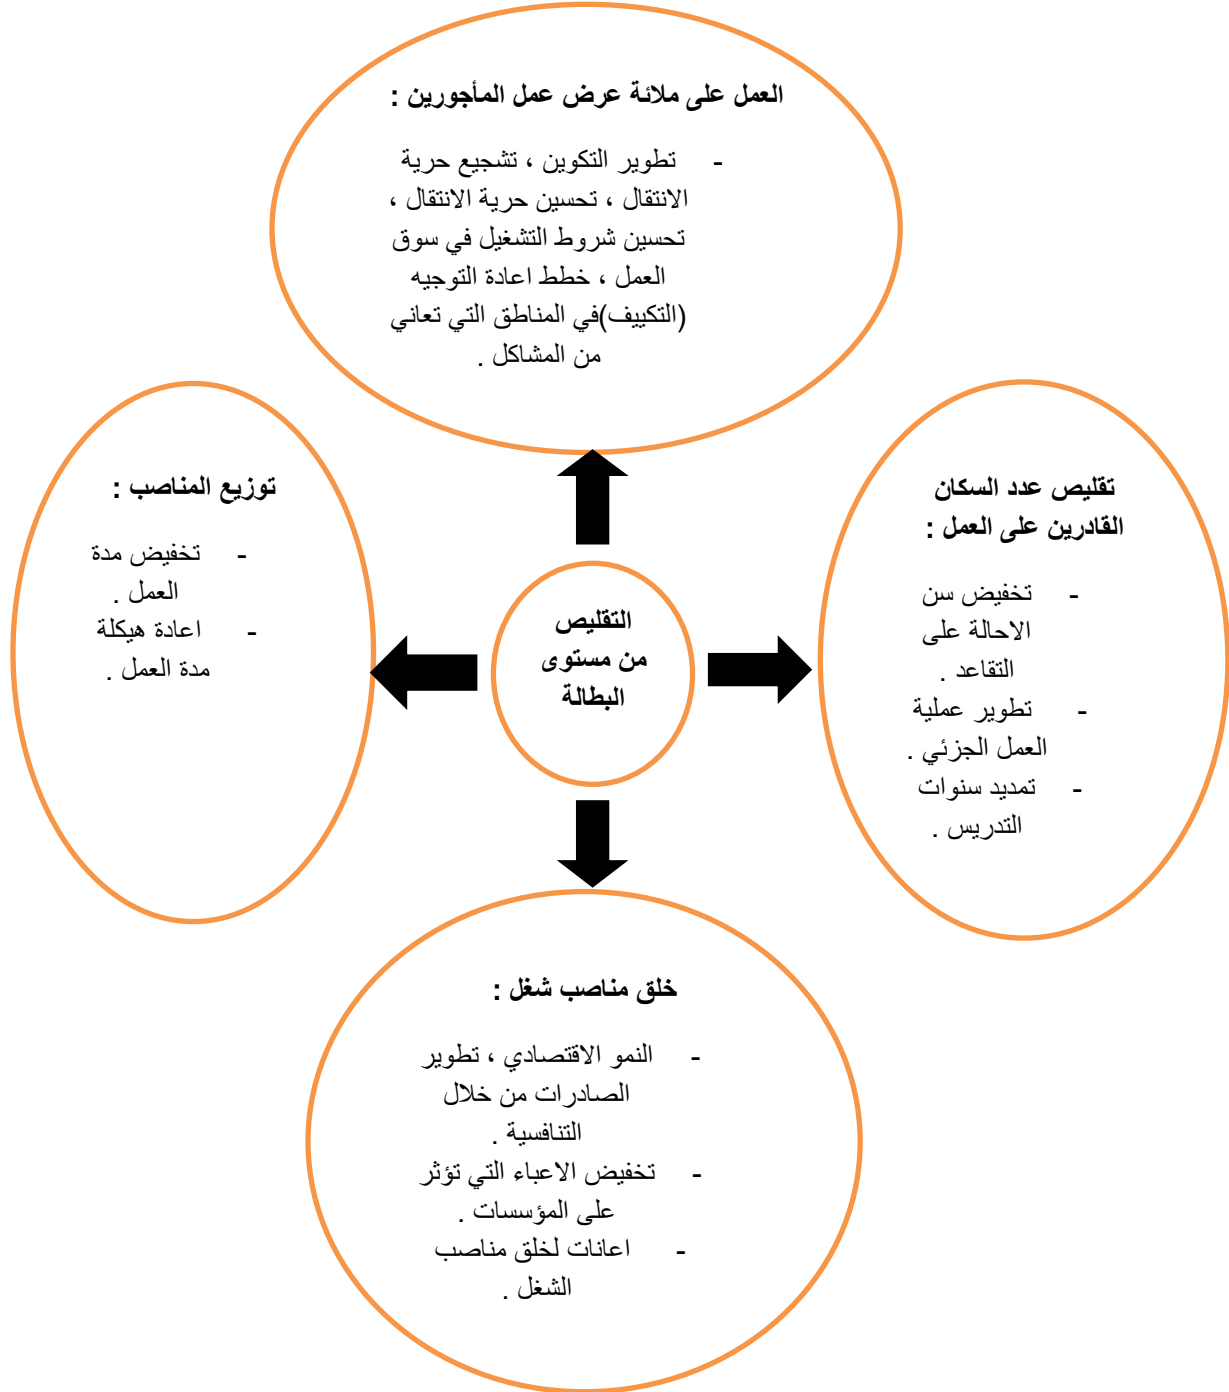 العمل على ملائة عرض عمل المأجورين :
- تطوير التكوين ، تشجيع حرية
الانتقال ، تحسين حرية الانتقال ،
تحسين شروط التشغيل في سوق
العمل ، خطط اعادة التوجيه
(التكييف)في المناطق التي تعاني
من المشاكل .
تقليص عدد السكان
القادرين على العمل :
- تخفيض سن
الاحالة على
التقاعد .
- تطوير عملية
العمل الجزئي .
- تمديد سنوات
التدريس .
التقليص
من مستوى
البطالة
توزيع المناصب :
- تخفيض مدة
العمل .
- اعادة هيكلة
مدة العمل .
خلق مناصب شغل :
- النمو الاقتصادي ، تطوير
الصادرات من خلال
التنافسية .
- تخفيض الاعباء التي تؤثر
على المؤسسات .
- اعانات لخلق مناصب
الشغل .